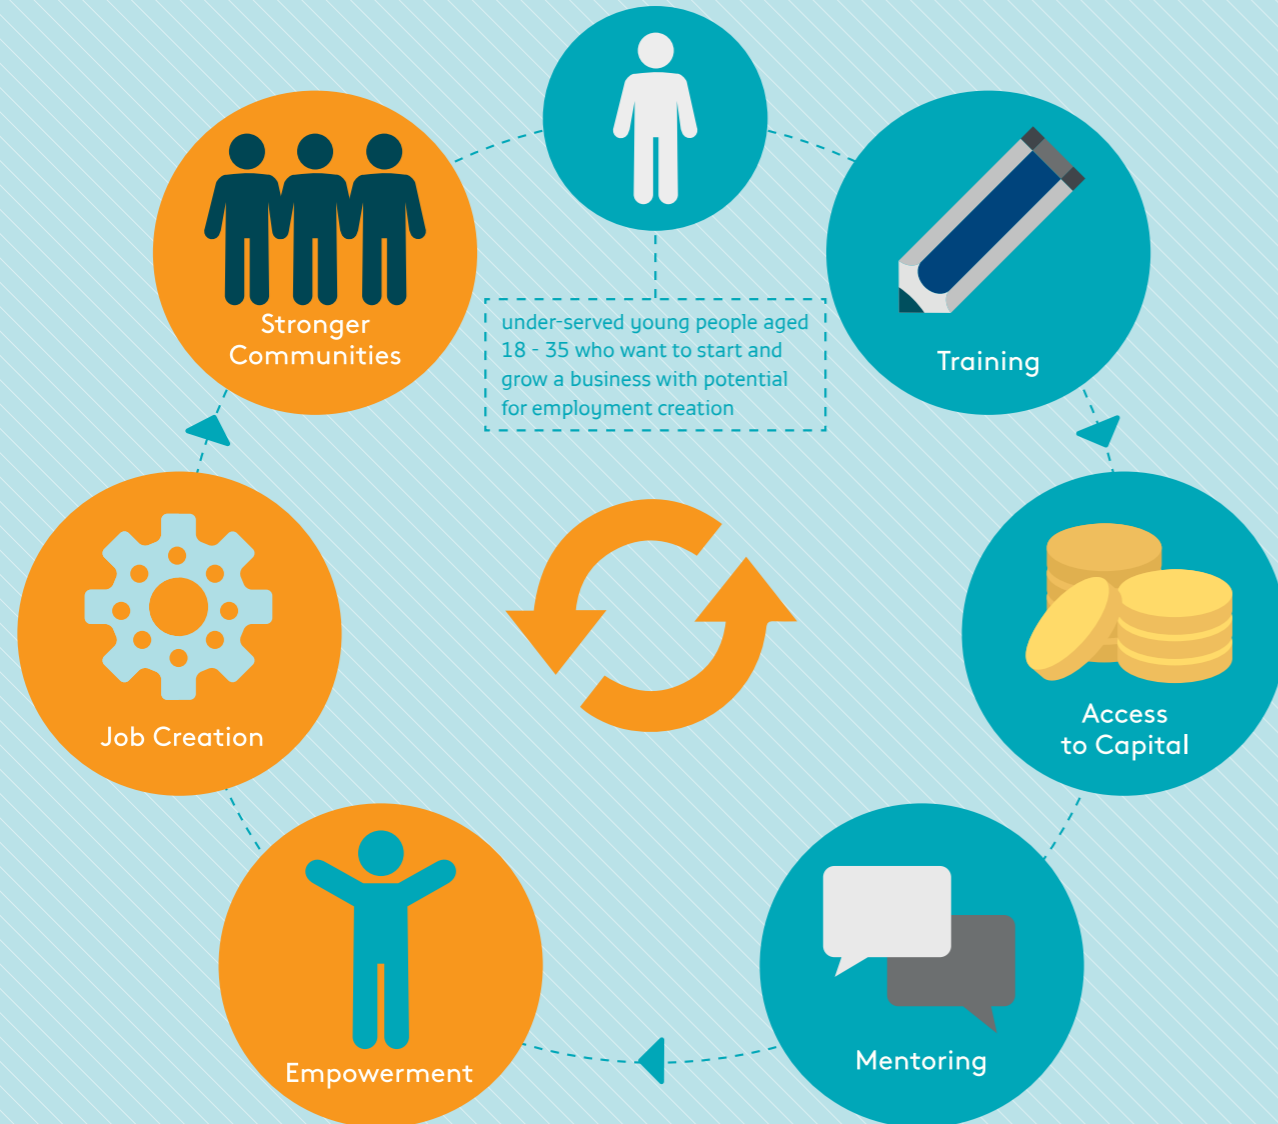 under-served young people aged
18 - 35 who want to start and
grow a business with potential
for employment creation
Training
Access
to Capital
Mentoring
Empowerment
Job Creation
Stronger
Communities